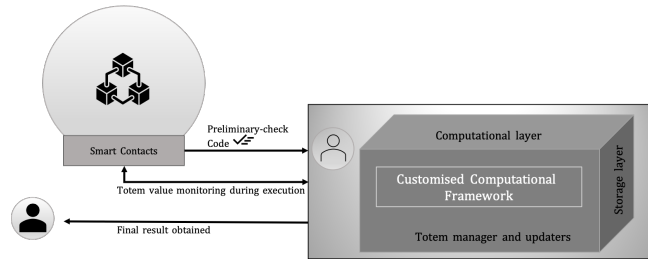 Preliminary-check
Code
Smart Contacts
Totem value monitoring during execution
Final result obtained
Computational layer
Storage layer
Customised Computational
Framework
Totem manager and updaters